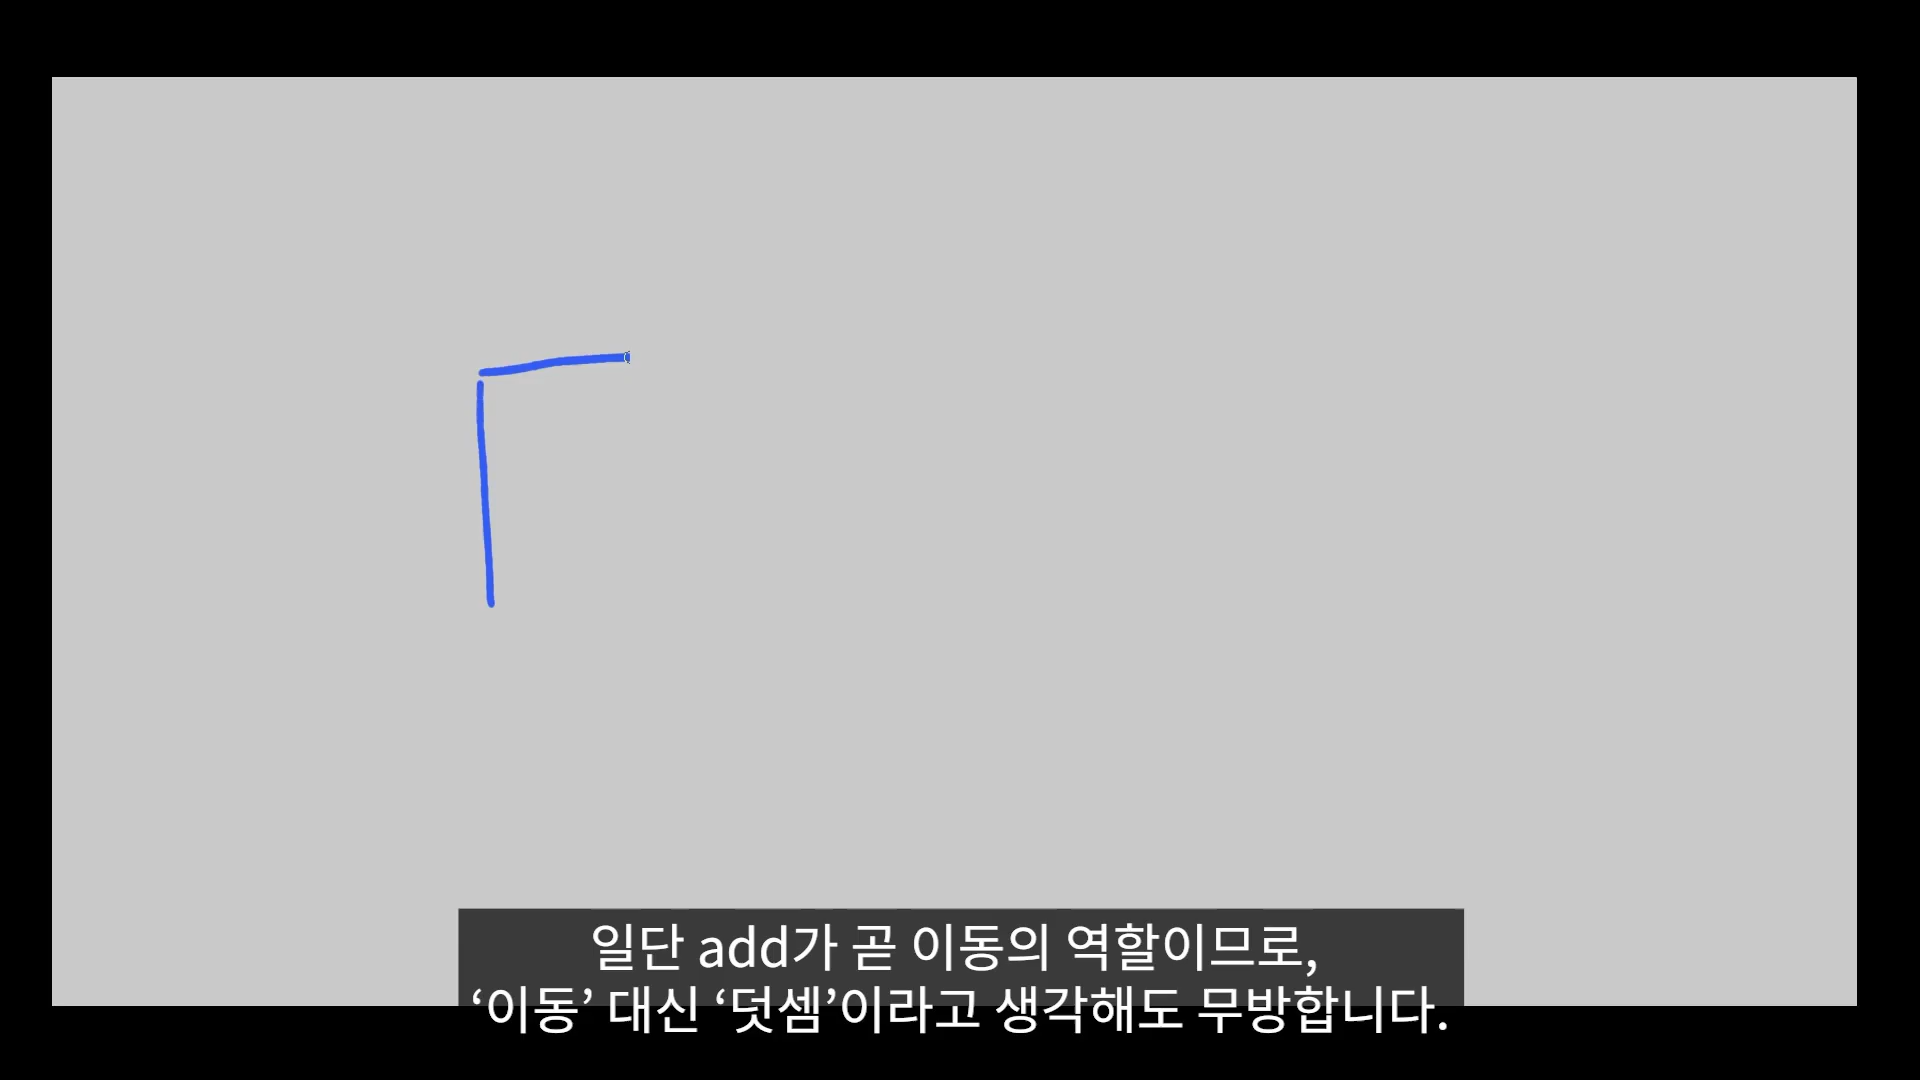 일단 add가 곧 이동의 역할이므로,
‘이동’ 대신 ‘덧셈’이라고 생각해도 무방합니다.